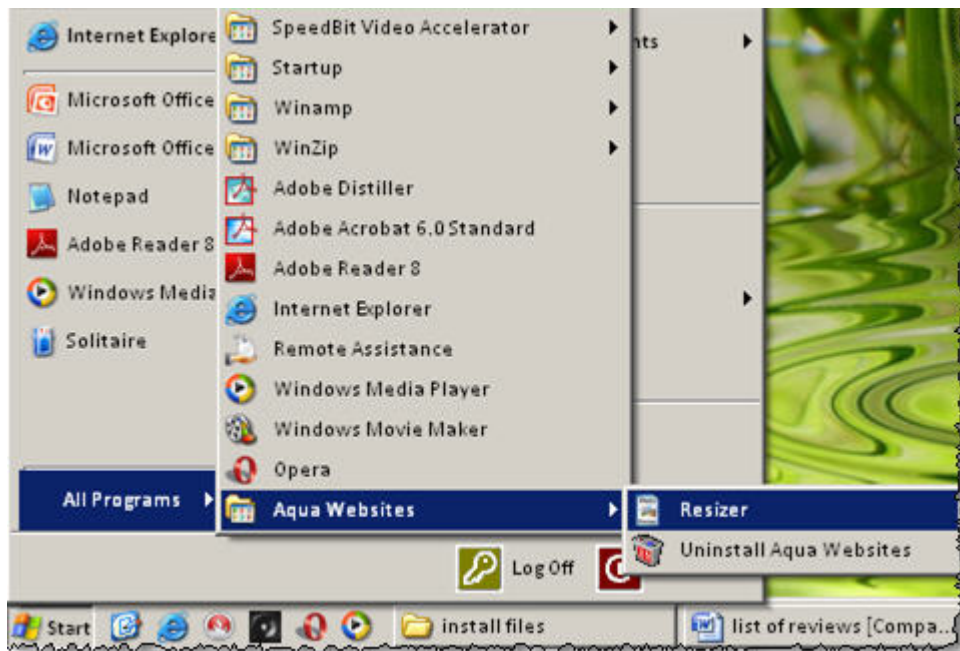 Internet Explore
Microsoft Office
Microsoft Office
Notepad
Adobe Reader 8
Windows Media
Solitaire
All Programs
SpeedBit Video Accelerator
Startup
Winamp
WinZip
Adobe Distiller
Adobe Acrobat 6.0 Standard
Adobe Reader 8
Internet Explorer
Remote Assistance
Windows Media Player
Windows Movie Maker
Opera
Aqua Websites
nts
Resizer
Uninstall Aqua Websites
Log Off
Start
install files
list of reviews [Compa...